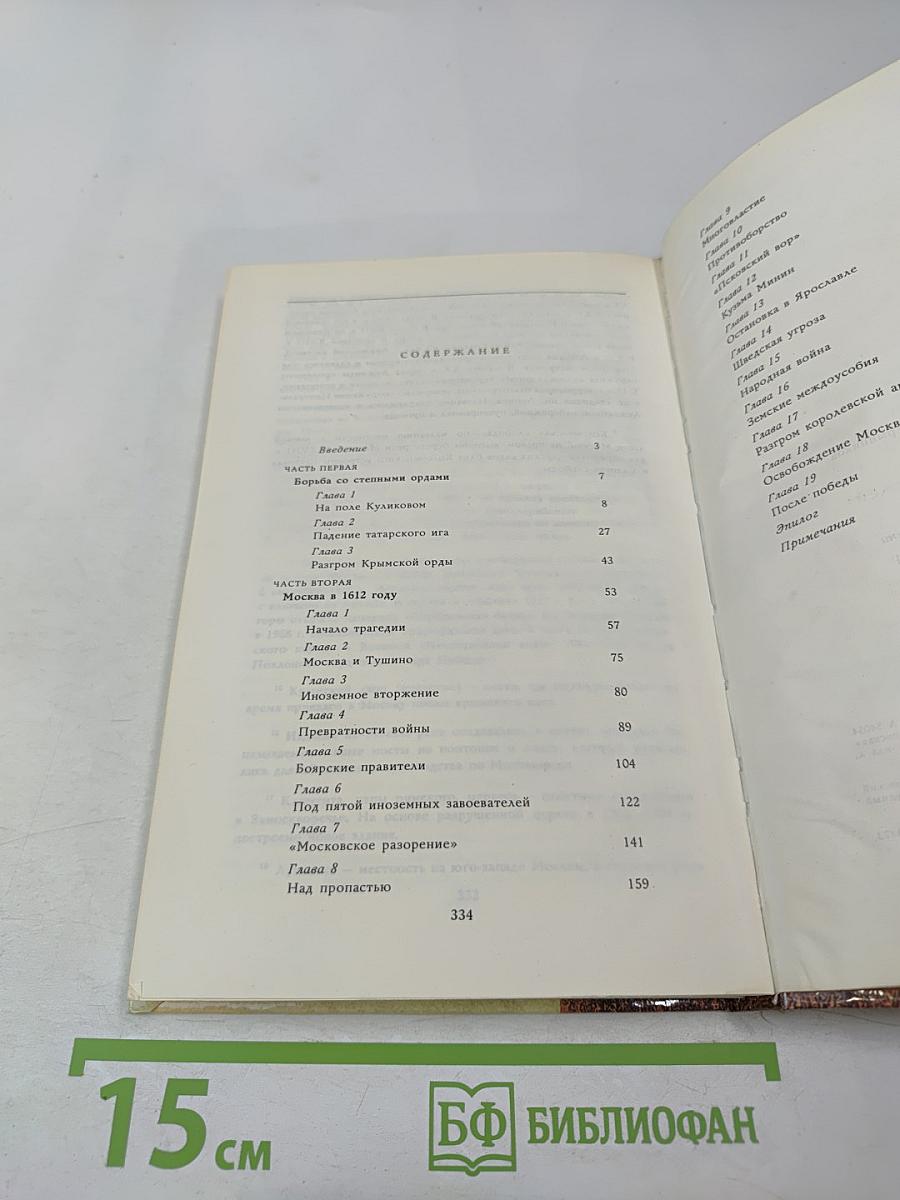 СОДЕРЖАНИЕ
Введение 3
ЧАСТЬ ПЕРВАЯ
Борьба со степными ордами 7
Глава 1
На поле Куликовом 8
Глава 2
Падение татарского ига 27
Глава 3
Разгром Крымской орды 43
ЧАСТЬ ВТОРАЯ
Москва в 1612 году 53
Глава 1
Начало трагедии 57
Глава 2
Москва и Тушино 75
Глава 3
Иноземное вторжение 80
Глава 4
Превратности войны 89
Глава 5
Боярские правители 104
Глава 6
Под пятой иноземных завоевателей 122
Глава 7
«Московское разорение» 141
Глава 8
Над пропастью 159
334
Глава 9
Многовластие
Глава 10
Противоборство
Глава 11
«Псковский вор»
Глава 12
Кузьма Минин
Глава 13
Остановка в Ярославле
Глава 14
Шведская угроза
Глава 15
Народная война
Глава 16
Земские междоусобия
Глава 17
Разгром королевской
Глава 18
Освобождение
Глава 19
После победы
Эпилог
Примечания
15 см
БФ БИБЛИОФАН